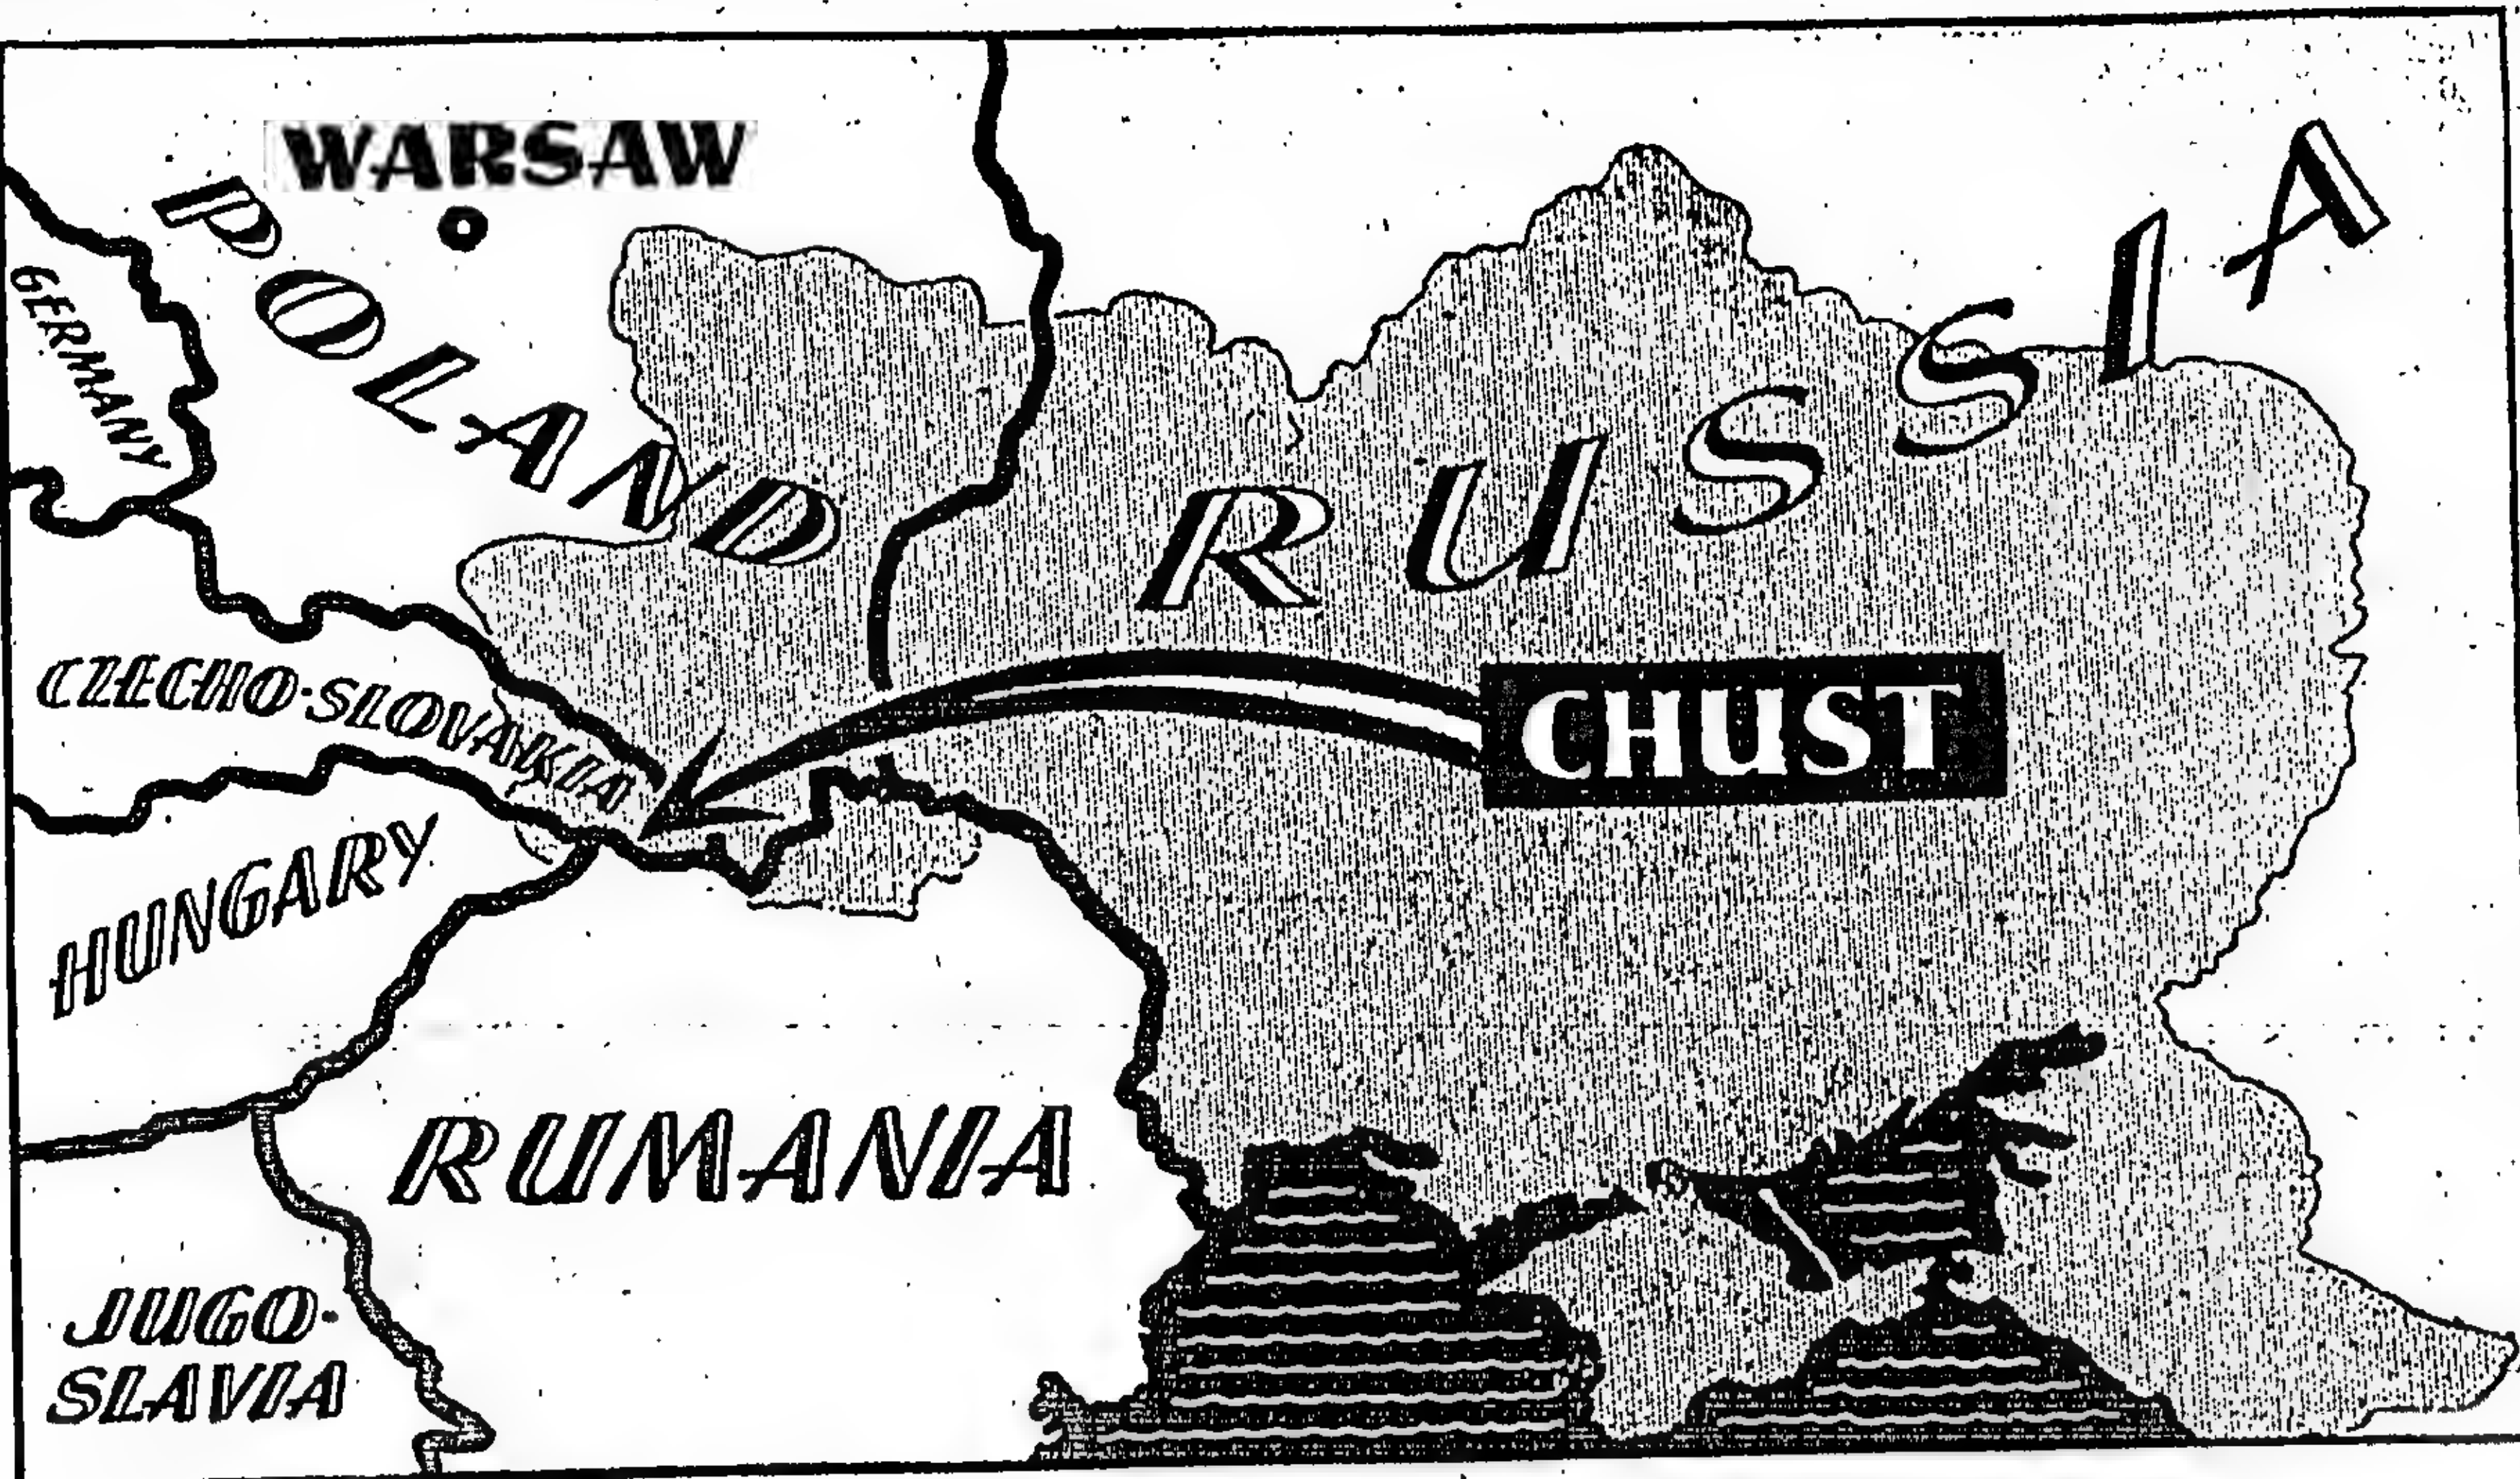 WARSAW
POLAND
GERMANY
RUSSIA
CZECHO-SLOVAKIA
CHUST
HUNGARY
RUMANIA
JUGO-
SLAVIA